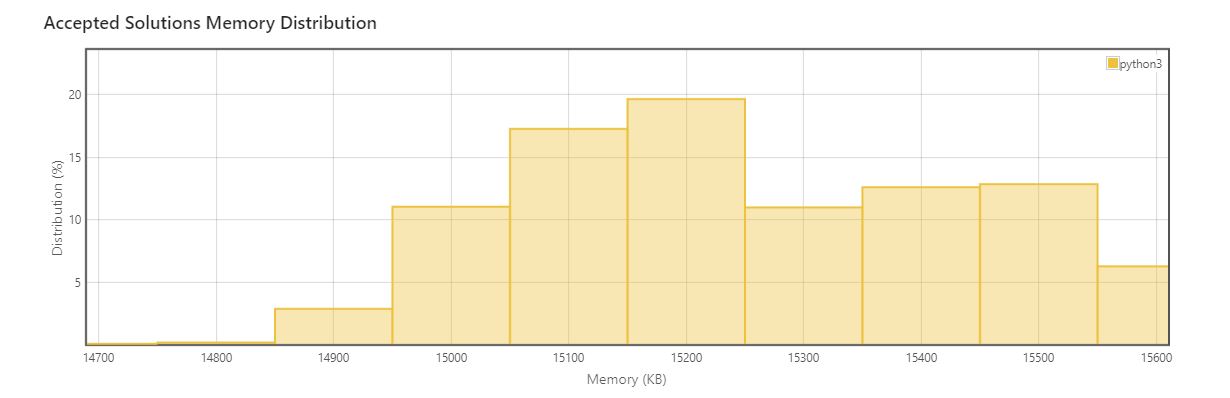 Accepted Solutions Memory Distribution
python3
20
15
10
5
Distribution (%)
14700 14800 14900 15000 15100 15200 15300 15400 15500 15600
Memory (KB)